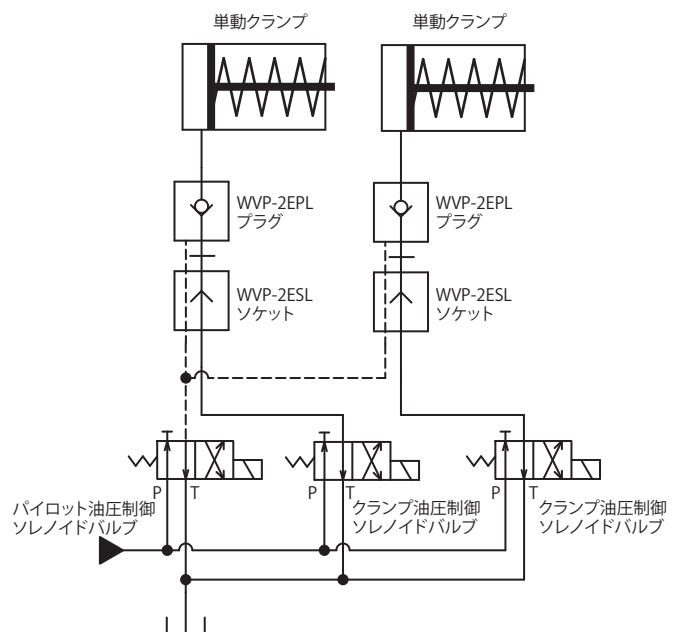 単動クランプ
単動クランプ
WVP-2EPL
プラグ
WVP-2EPL
プラグ
WVP-2ESL
ソケット
WVP-2ESL
ソケット
P
T
P
T
P
T
パイロット油圧制御
ソレノイドバルブ
クランプ油圧制御
ソレノイドバルブ
クランプ油圧制御
ソレノイドバルブ